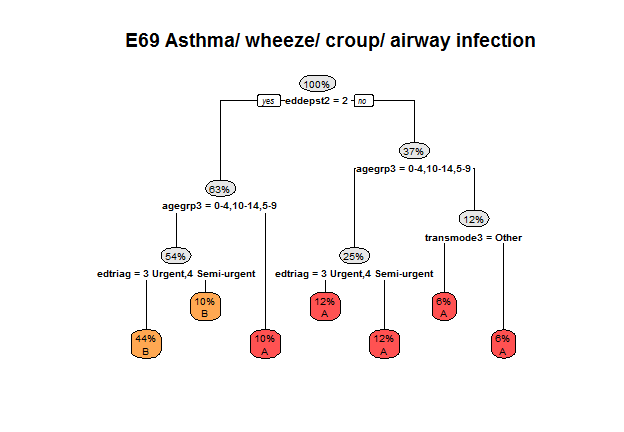 E69 Asthma/ wheeze/ croup/ airway infection
100%
yes eddepst2 = 2 no
37%
agegrp3 = 0-4,10-14,5-9
63%
agegrp3 = 0-4,10-14,5-9
12%
transmode3 = Other
54%
edtriag = 3 Urgent,4 Semi-urgent
25%
edtriag = 3 Urgent,4 Semi-urgent
10%
B
12%
A
6%
A
44%
B
10%
A
12%
A
6%
A